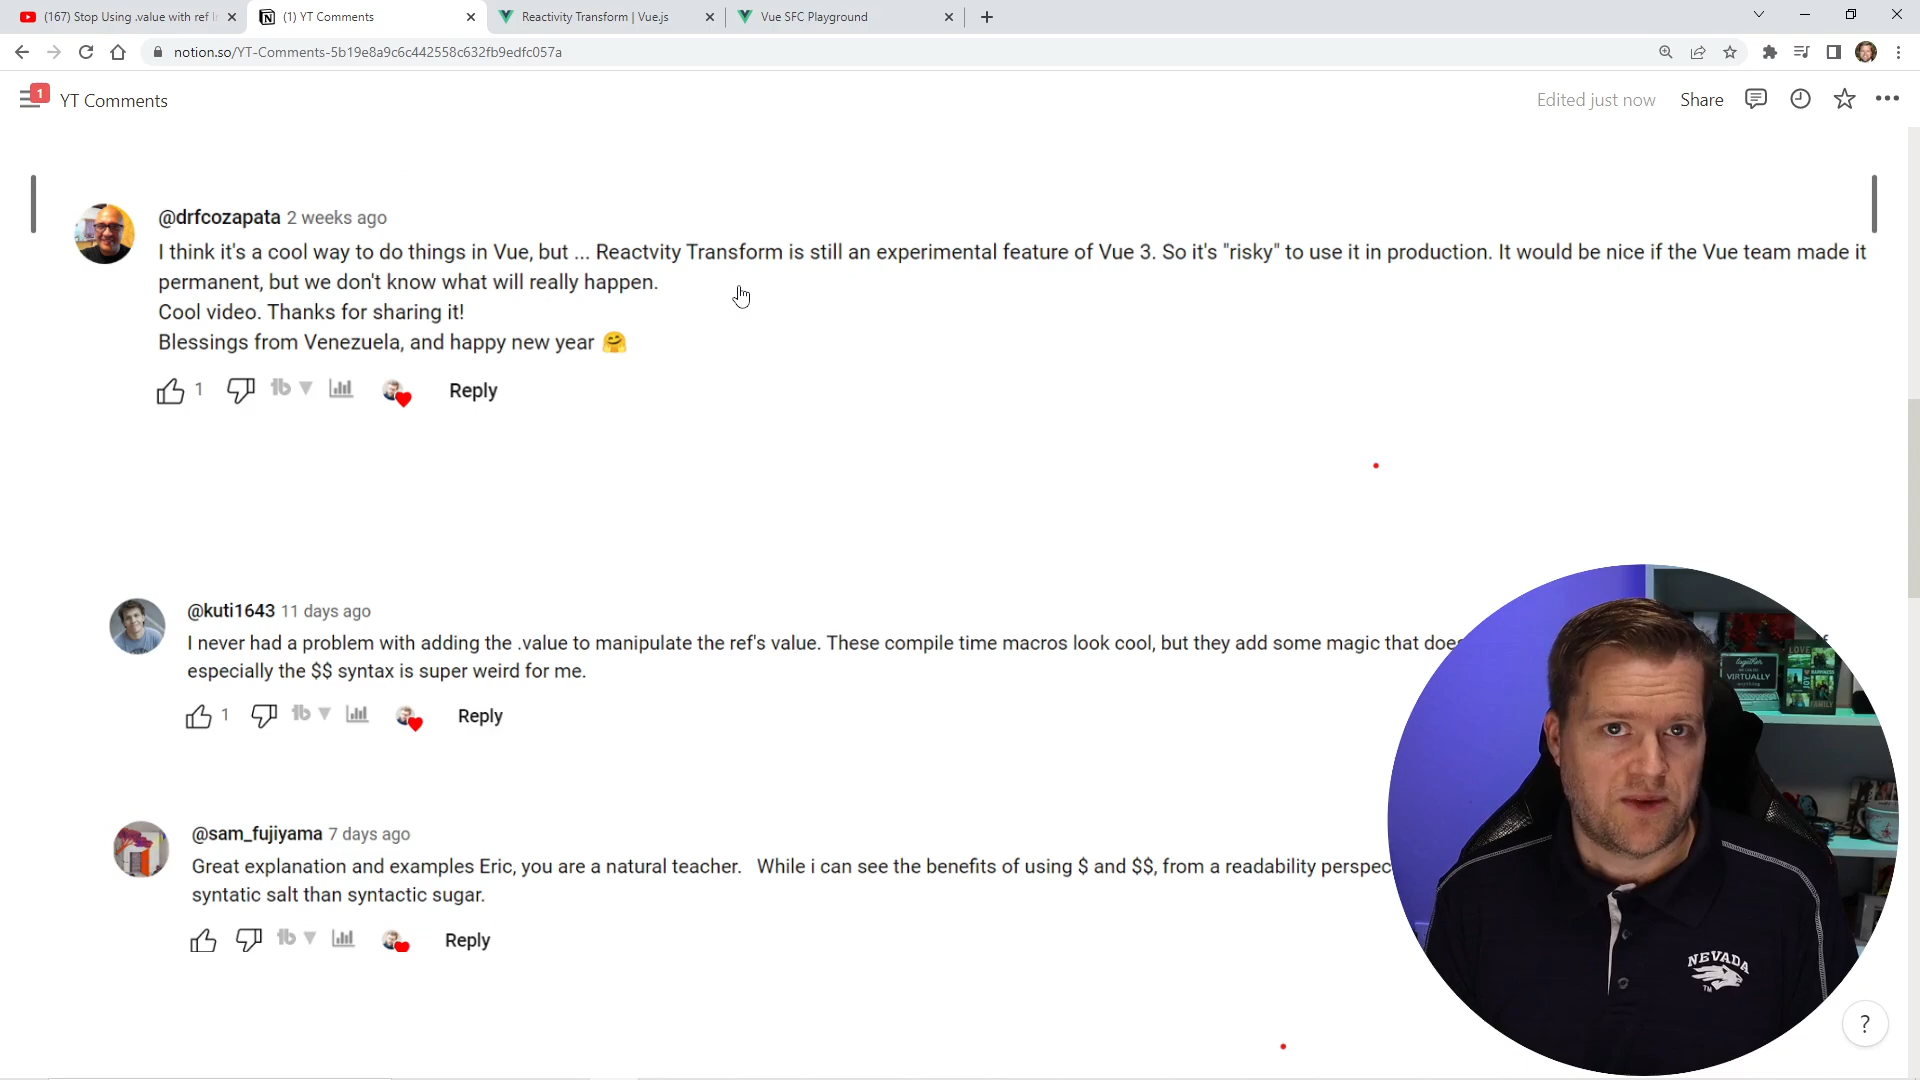 (167) Stop Using .value with ref
(1) YT Comments
Reactivity Transform | Vue.js
Vue SFC Playground
notion.so/YT-Comments-5b19e8a9c6c442558c632fb9edfc057a
1
YT Comments
Edited just now
Share
@drfcozapata 2 weeks ago
I think it's a cool way to do things in Vue, but ... Reactvity Transform is still an experimental feature of Vue 3. So it's "risky" to use it in production. It would be nice if the Vue team made it
permanent, but we don't know what will really happen.
Cool video. Thanks for sharing it!
Blessings from Venezuela, and happy new year 🤗
1
Reply
@kuti1643 11 days ago
I never had a problem with adding the .value to manipulate the ref's value. These compile time macros look cool, but they add some magic that
especially the $$ syntax is super weird for me.
1
Reply
@sam_fujiyama 7 days ago
Great explanation and examples Eric, you are a natural teacher. While i can see the benefits of using $ and $$, from a readability
syntatic salt than syntactic sugar.
Reply
together
VIRTUALLY
anything
LOVE
FAMILY
NEVADA
TM
?